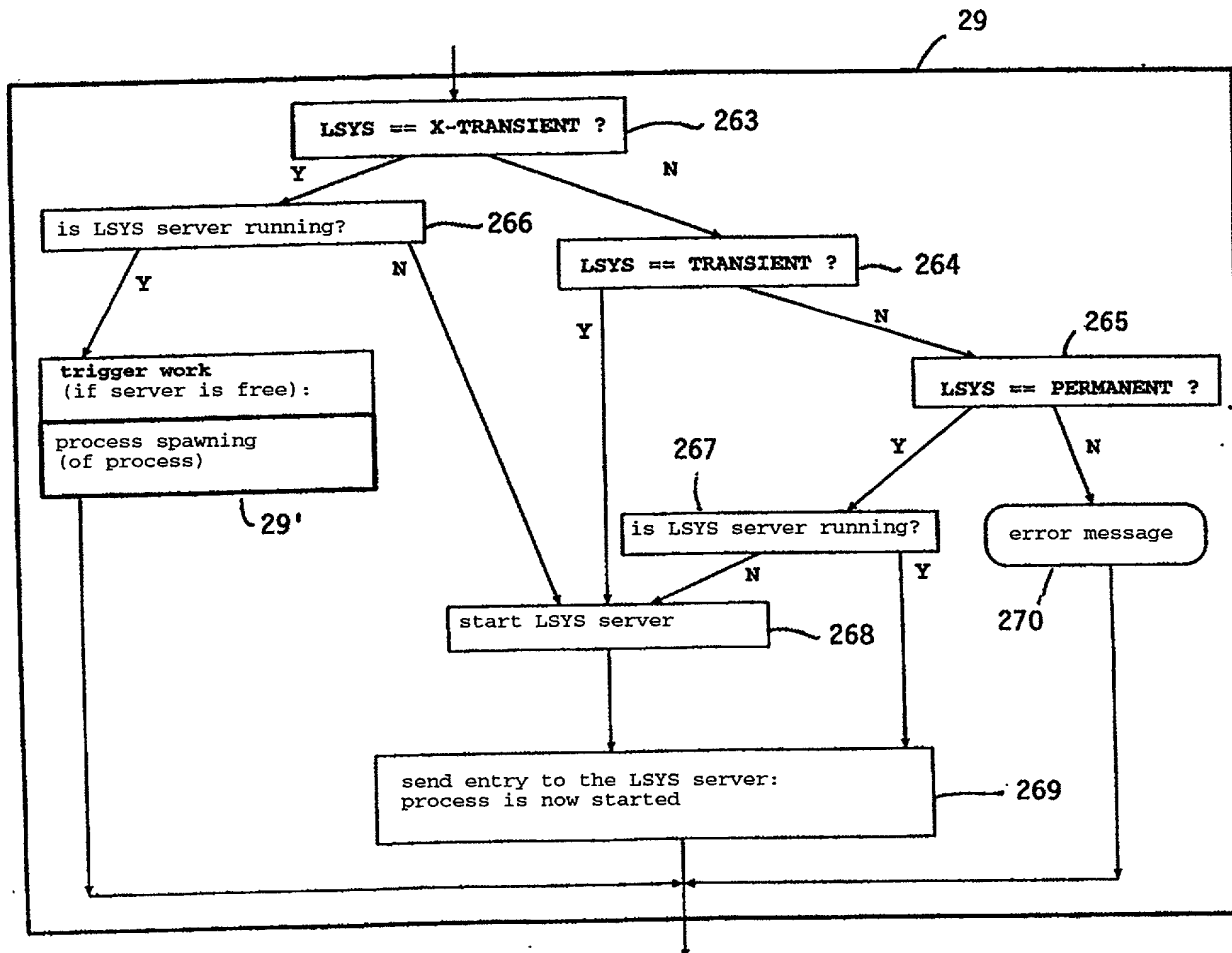 29
LSYS == X-TRANSIENT ?
263
Y
N
is LSYS server running?
266
LSYS == TRANSIENT ?
264
Y
N
Y
N
265
trigger work
(if server is free):
LSYS == PERMANENT ?
process spawning
(of process)
29'
267
Y
N
is LSYS server running?
error message
N
Y
270
start LSYS server
268
send entry to the LSYS server:
process is now started
269